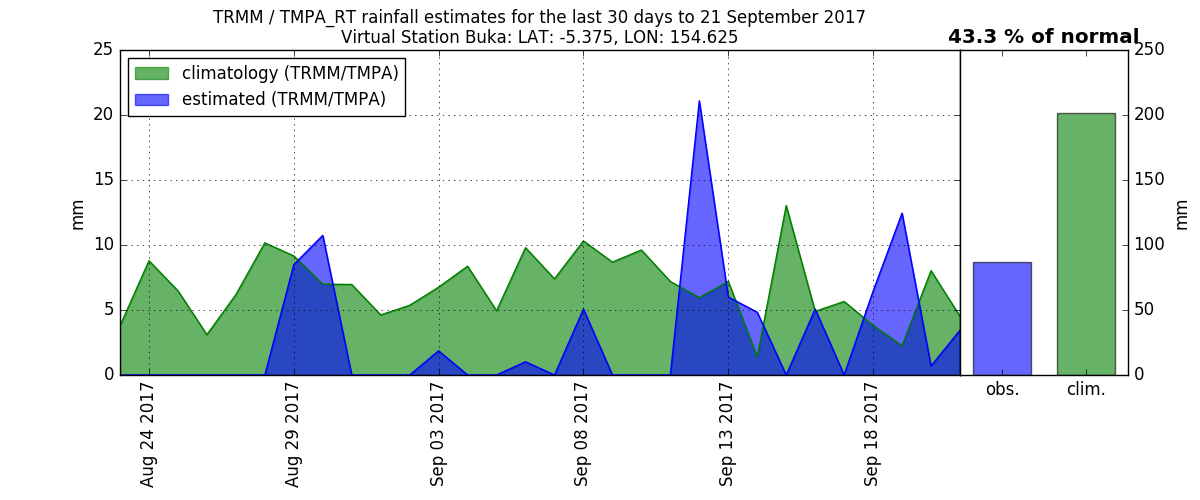 TRMM / TMPA_RT rainfall estimates for the last 30 days to 21 September 2017
Virtual Station Buka: LAT: -5.375, LON: 154.625
43.3 % of normal
climatology (TRMM/TMPA)
estimated (TRMM/TMPA)
mm
25
20
15
10
5
0
Aug 24 2017
Aug 29 2017
Sep 03 2017
Sep 08 2017
Sep 13 2017
Sep 18 2017
obs.
clim.
250
200
150
100
50
0
mm